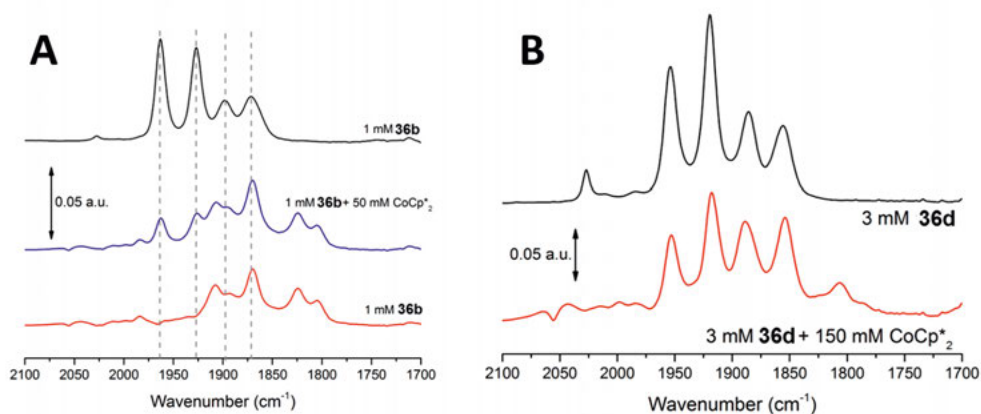 A
1 mM 36b
0.05 a.u.
1 mM 36b + 50 mM CoCp*2
1 mM 36b
2100 2050 2000 1950 1900 1850 1800 1750 1700
Wavenumber (cm-1)
B
3 mM 36d
0.05 a.u.
3 mM 36d + 150 mM CoCp*2
2100 2050 2000 1950 1900 1850 1800 1750 1700
Wavenumber (cm-1)